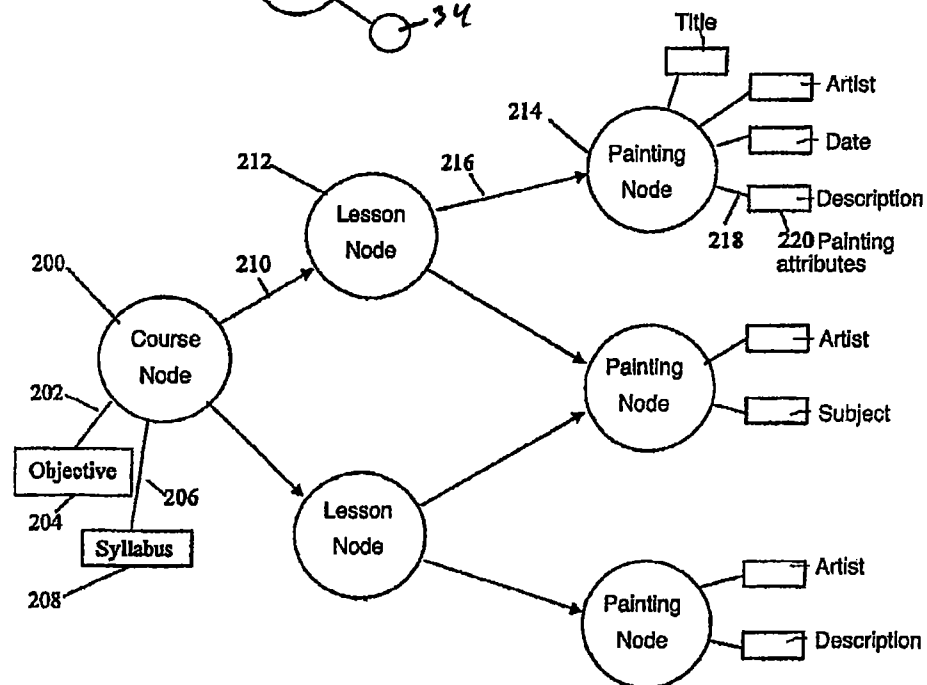 34
Title
Artist
214
Painting
Node
Date
212
216
Lesson
Node
Description
218
220 Painting
attributes
200
210
Course
Node
Artist
Painting
Node
202
Subject
Objective
206
204
Lesson
Node
Syllabus
208
Artist
Painting
Node
Description